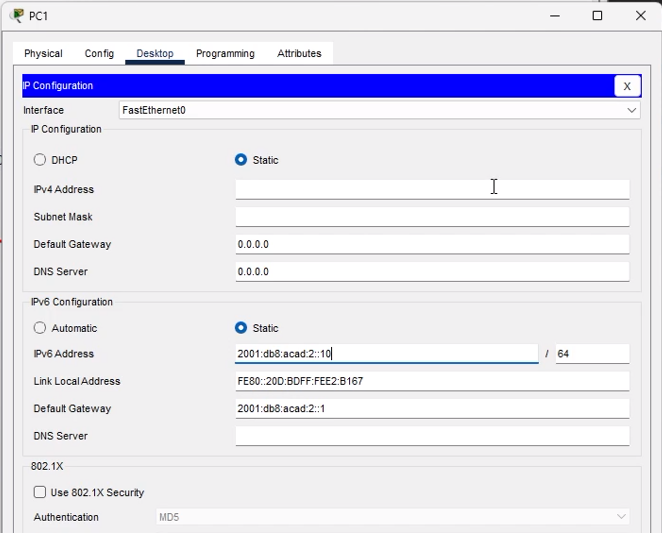 PC1
Physical Config Desktop Programming Attributes
IP Configuration X
Interface FastEthernet0
IP Configuration
DHCP Static
IPv4 Address
Subnet Mask
Default Gateway 0.0.0.0
DNS Server 0.0.0.0
IPv6 Configuration
Automatic Static
IPv6 Address 2001:db8:acad:2::10 / 64
Link Local Address FE80::20D:BDFF:FEE2:B167
Default Gateway 2001:db8:acad:2::1
DNS Server
802.1X
Use 802.1X Security
Authentication MD5